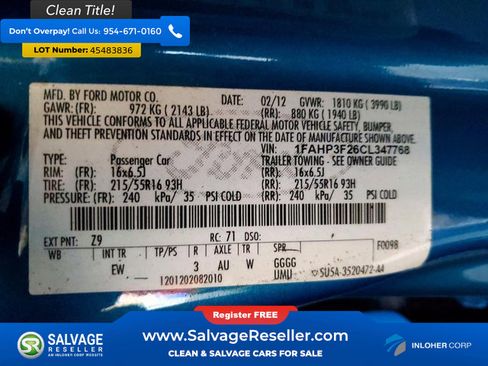 Clean Title!
Don't Overpay! Call Us: 954-671-0160
LOT Number: 45483836
MFD. BY FORD MOTOR CO.
DATE: 02/12 GVWR: 1810 KG ( 3990 LB)
GAWR: (FR): 972 KG ( 2143 LB) (RR): 880 KG ( 1940 LB)
THIS VEHICLE CONFORMS TO ALL APPLICABLE FEDERAL MOTOR VEHICLE SAFETY, BUMPER,
AND THEFT PREVENTION STANDARDS IN EFFECT ON THE DATE OF MANUFACTURE
SHOWN ABOVE.
VIN: 1FAHP3F26CL347768
TYPE: Passenger Car TRAILER TOWING - SEE OWNER GUIDE
RIM: (FR) 16x6.5J (RR): 16x6.5J
TIRE: (FR) 215/55R16 93H (RR): 215/55R16 93H
PRESSURE: (FR) 240 kPa/ 35 PSI COLD (RR): 240 kPa/ 35 PSI COLD
EXT PNT: Z9 RC: 71 DSO: F0098
WB INT TR TP/PS R AX TR SPR
EW 3 AU W GGGG
1201202082010 UMU SU5A-3520472-AA
Register FREE
SALVAGE RESELLER
AN INLOHER CORP WEBSITE
www.SalvageReseller.com
CLEAN & SALVAGE CARS FOR SALE
INLOHER CORP